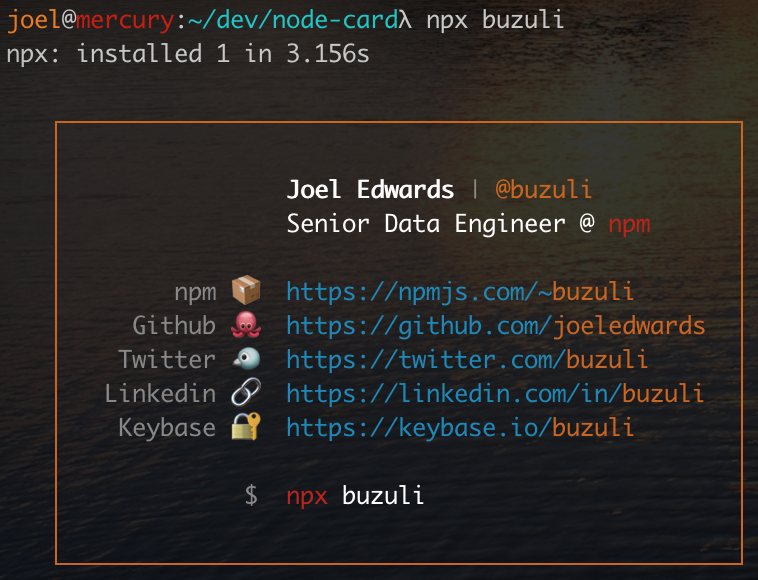 joel@mercury:~/dev/node-cardλ npx buzuli
npx: installed 1 in 3.156s
Joel Edwards | @buzuli
Senior Data Engineer @ npm
npm 📦 https://npmjs.com/~buzuli
Github 🐙 https://github.com/joeledwards
Twitter 🐦 https://twitter.com/buzuli
Linkedin 🔗 https://linkedin.com/in/buzuli
Keybase 🔐 https://keybase.io/buzuli
$ npx buzuli